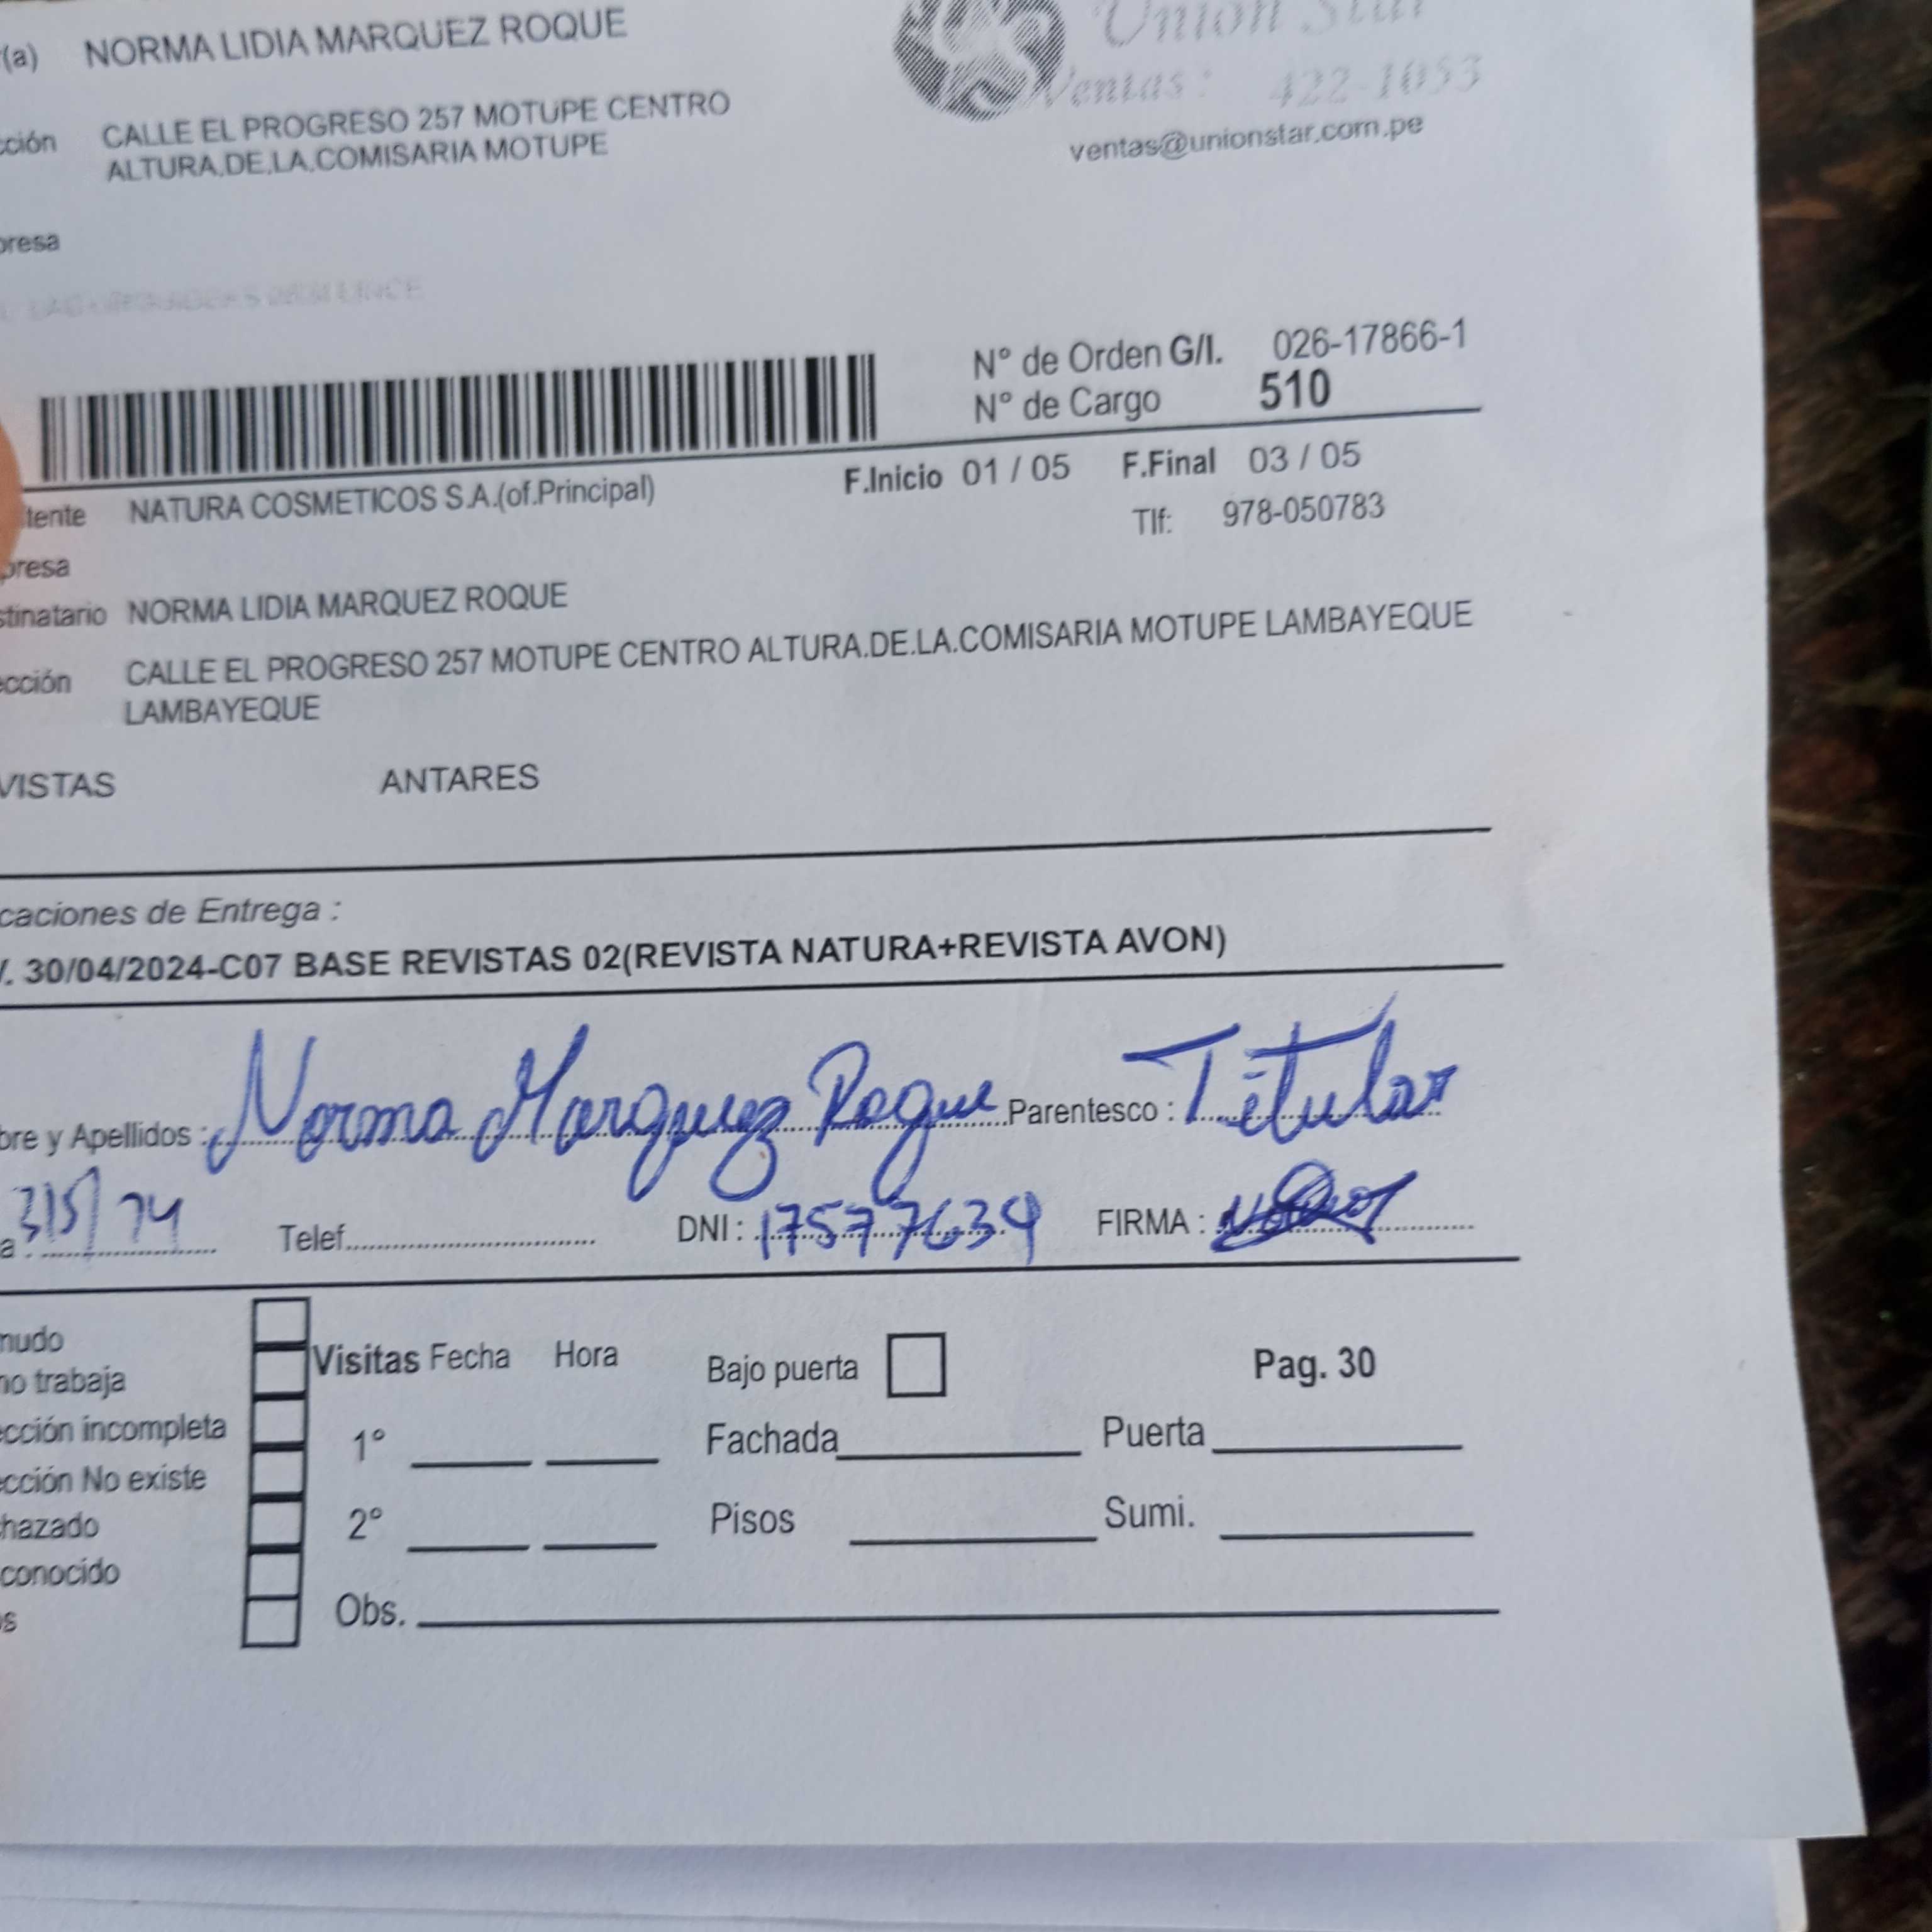 (a) NORMA LIDIA MARQUEZ ROQUE
Union Star
Ventas: 422-1053
ventas@unionstar.com.pe
cción CALLE EL PROGRESO 257 MOTUPE CENTRO
ALTURA.DE.LA.COMISARIA MOTUPE
presa
N° de Orden G/I. 026-17866-1
N° de Cargo 510
F.Inicio 01 / 05 F.Final 03 / 05
tente NATURA COSMETICOS S.A.(of.Principal)
Tlf: 978-050783
presa
stinatario NORMA LIDIA MARQUEZ ROQUE
cción CALLE EL PROGRESO 257 MOTUPE CENTRO ALTURA.DE.LA.COMISARIA MOTUPE LAMBAYEQUE
LAMBAYEQUE
VISTAS ANTARES
caciones de Entrega :
. 30/04/2024-C07 BASE REVISTAS 02(REVISTA NATURA+REVISTA AVON)
bre y Apellidos : Norma Marquez Roque Parentesco : Titular
a : 3/5/ Telef. DNI : 17577639 FIRMA :
nudo
no trabaja
cción incompleta
cción No existe
hazado
conocido
s
Visitas Fecha Hora Bajo puerta Pag. 30
1° Fachada Puerta
2° Pisos Sumi.
Obs.